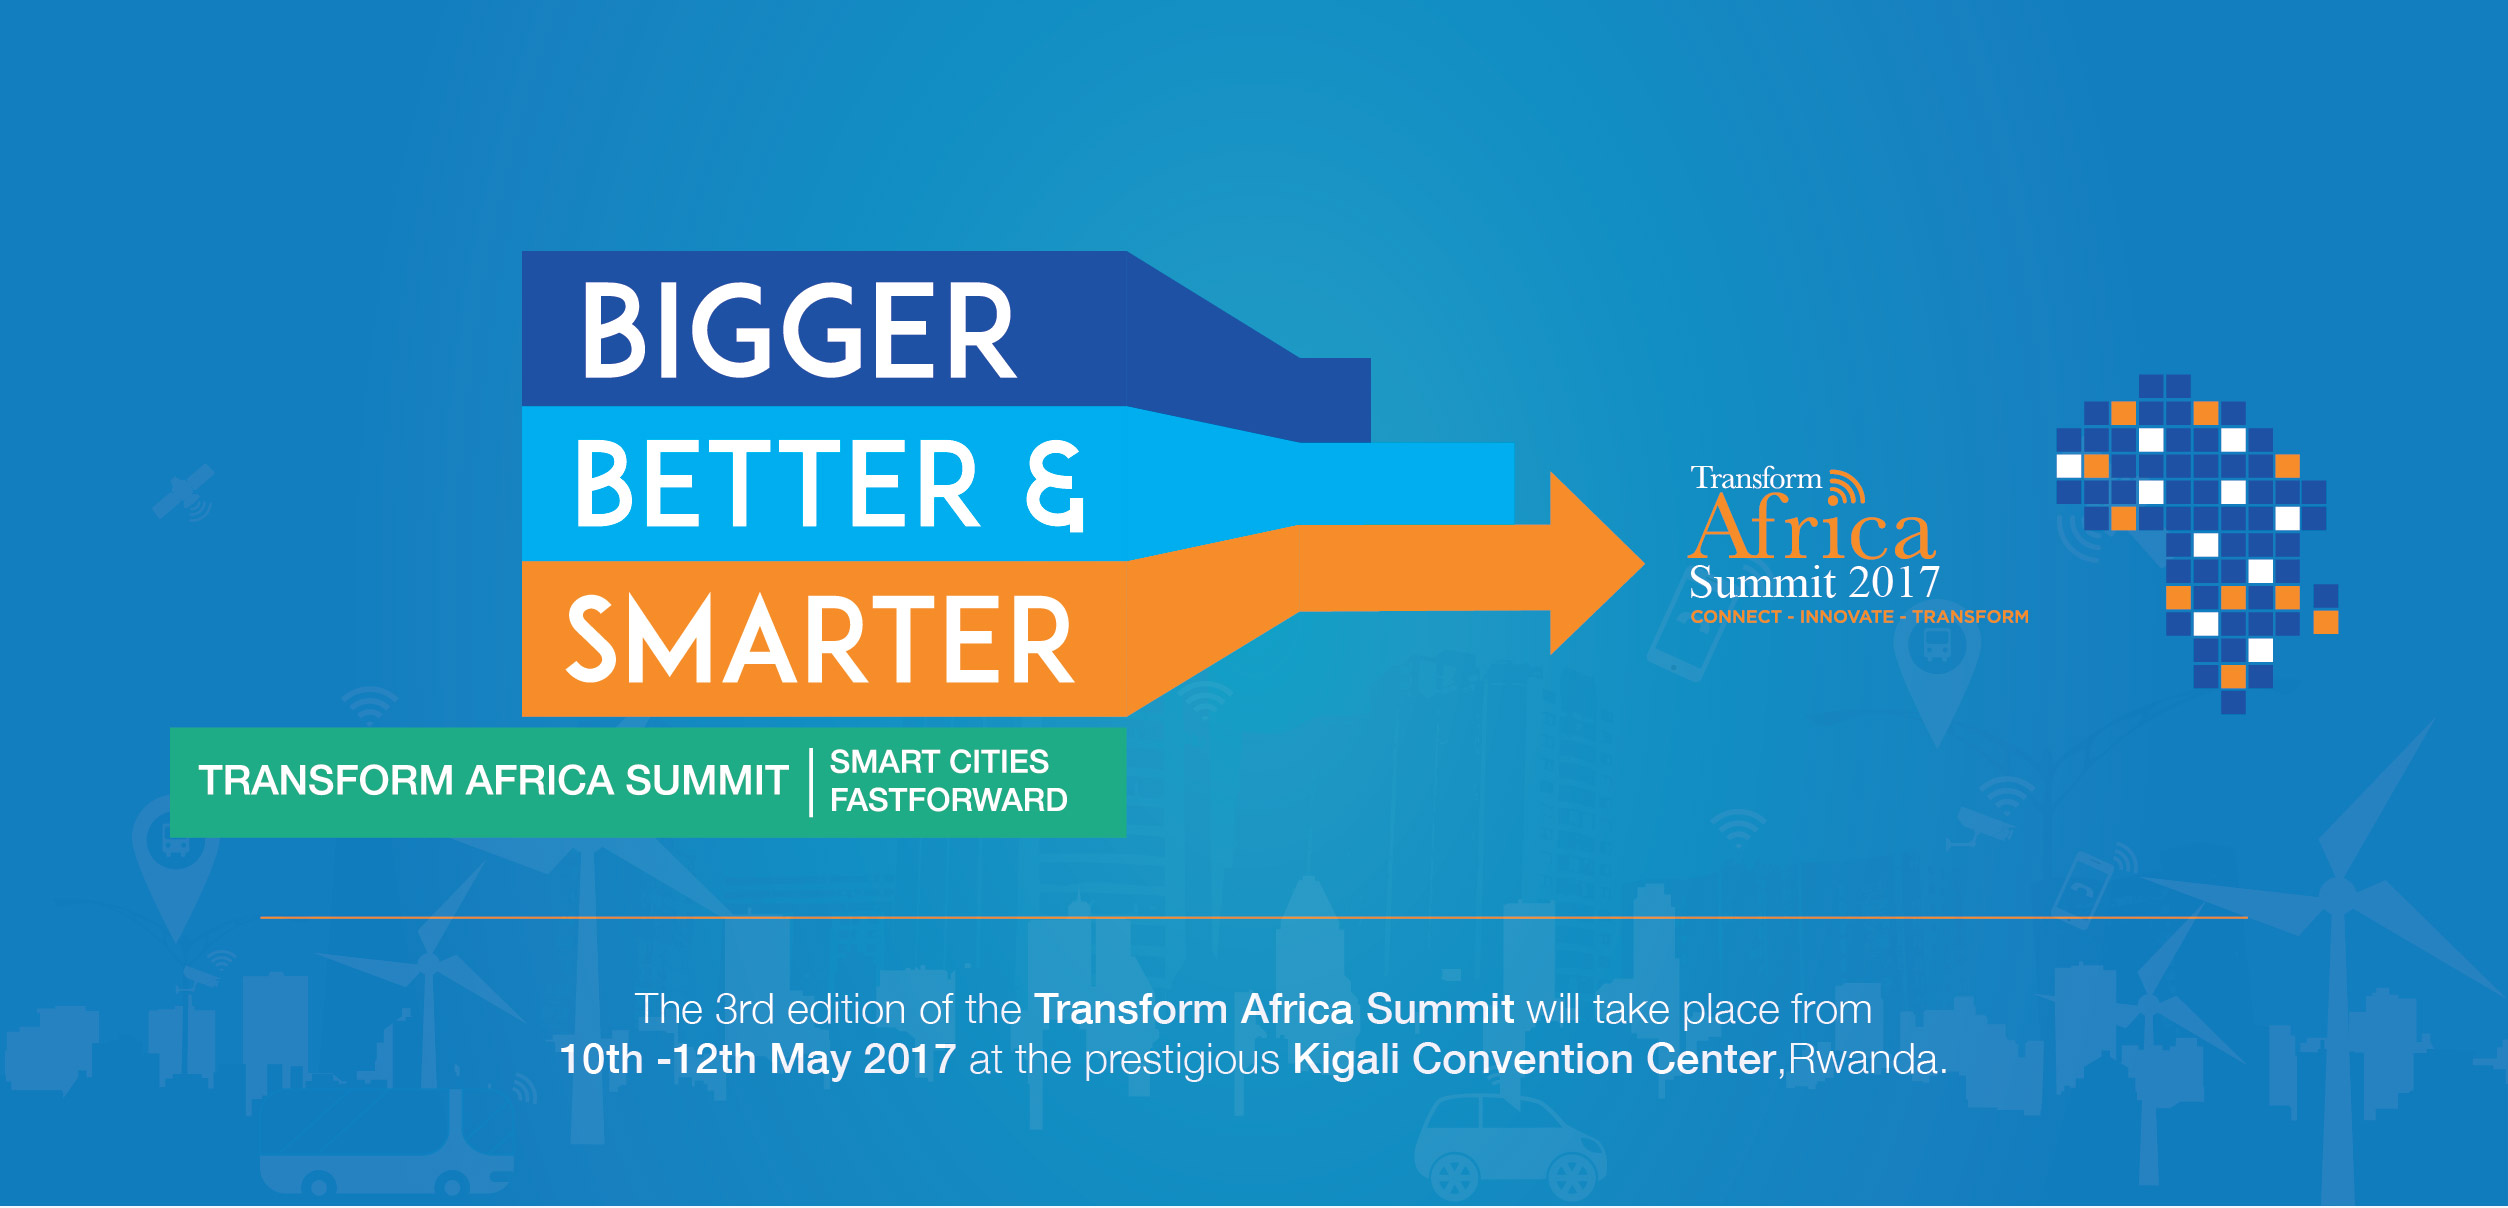 BIGGER
BETTER &
SMARTER
Transform
Africa
Summit 2017
CONNECT - INNOVATE - TRANSFORM
TRANSFORM AFRICA SUMMIT
SMART CITIES
FASTFORWARD
The 3rd edition of the Transform Africa Summit will take place from
10th -12th May 2017 at the prestigious Kigali Convention Center,Rwanda.